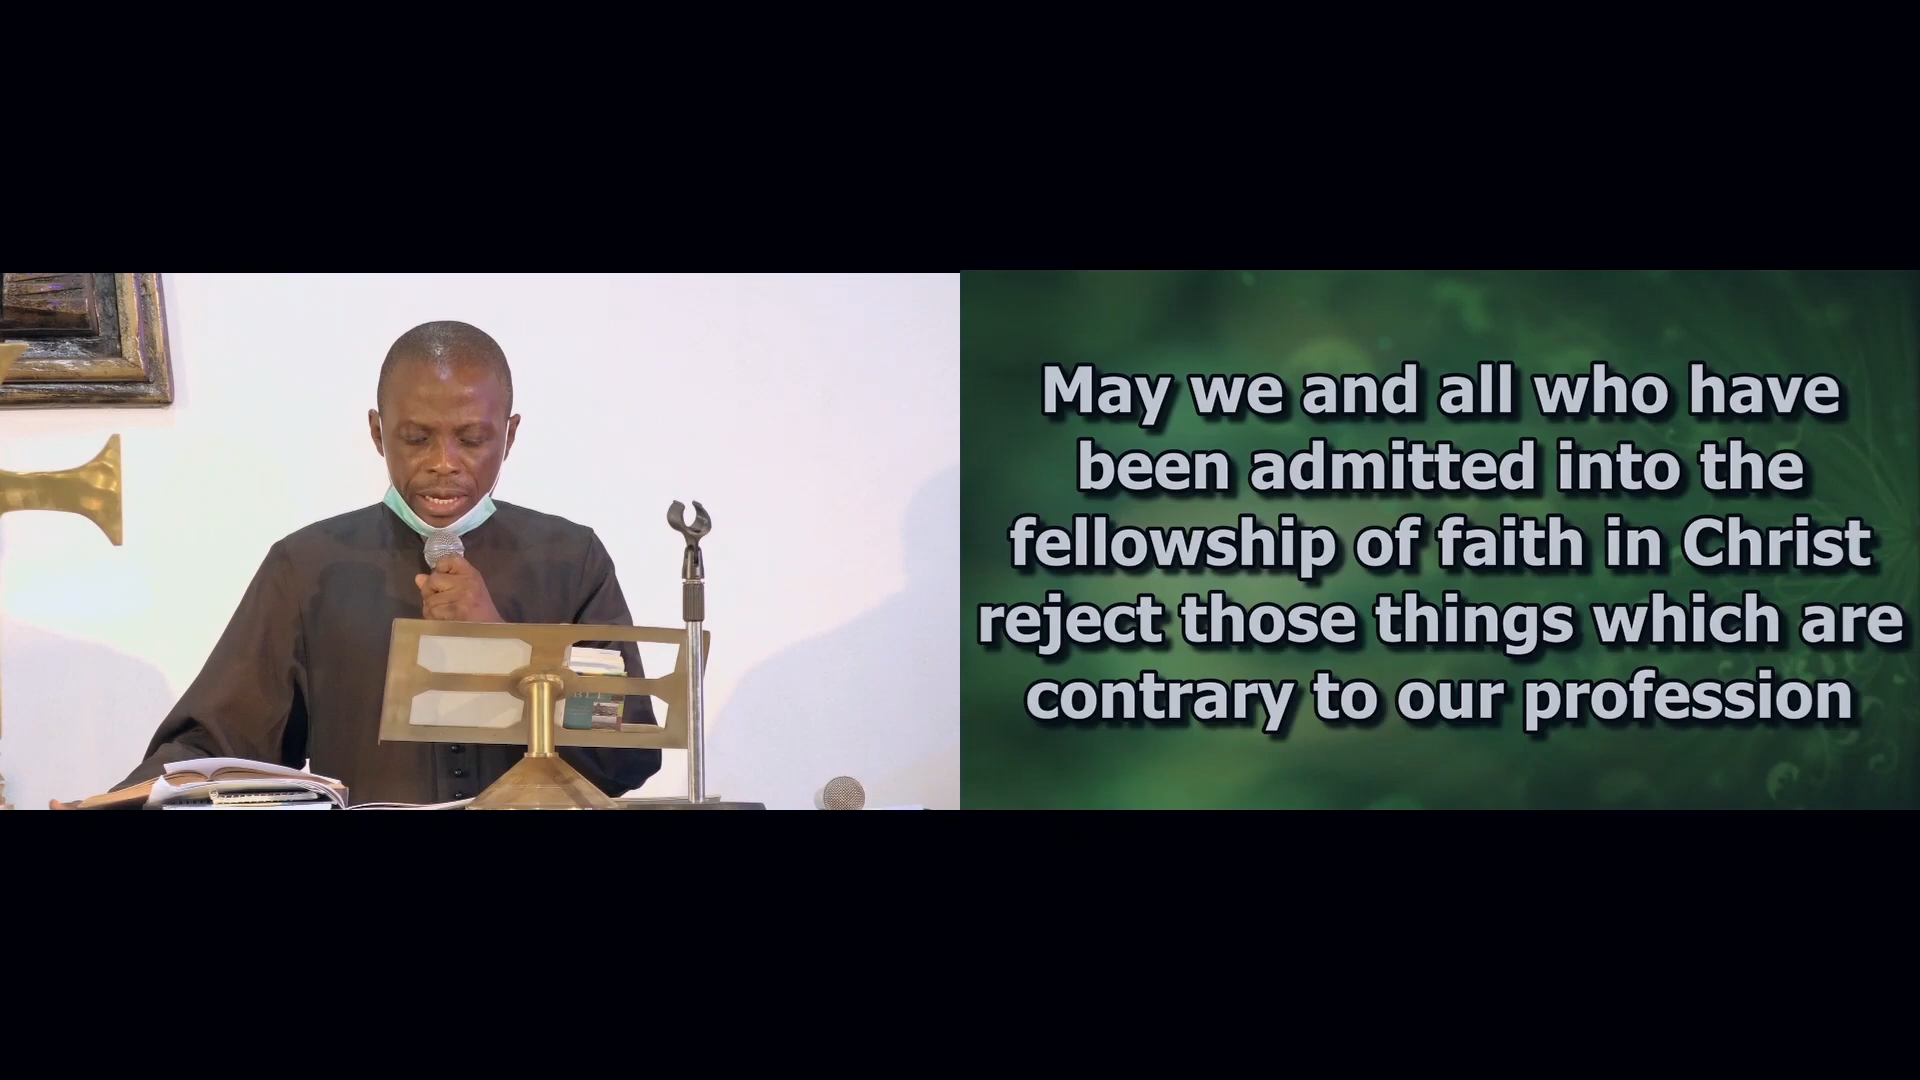 May we and all who have
been admitted into the
fellowship of faith in Christ
reject those things which are
contrary to our profession